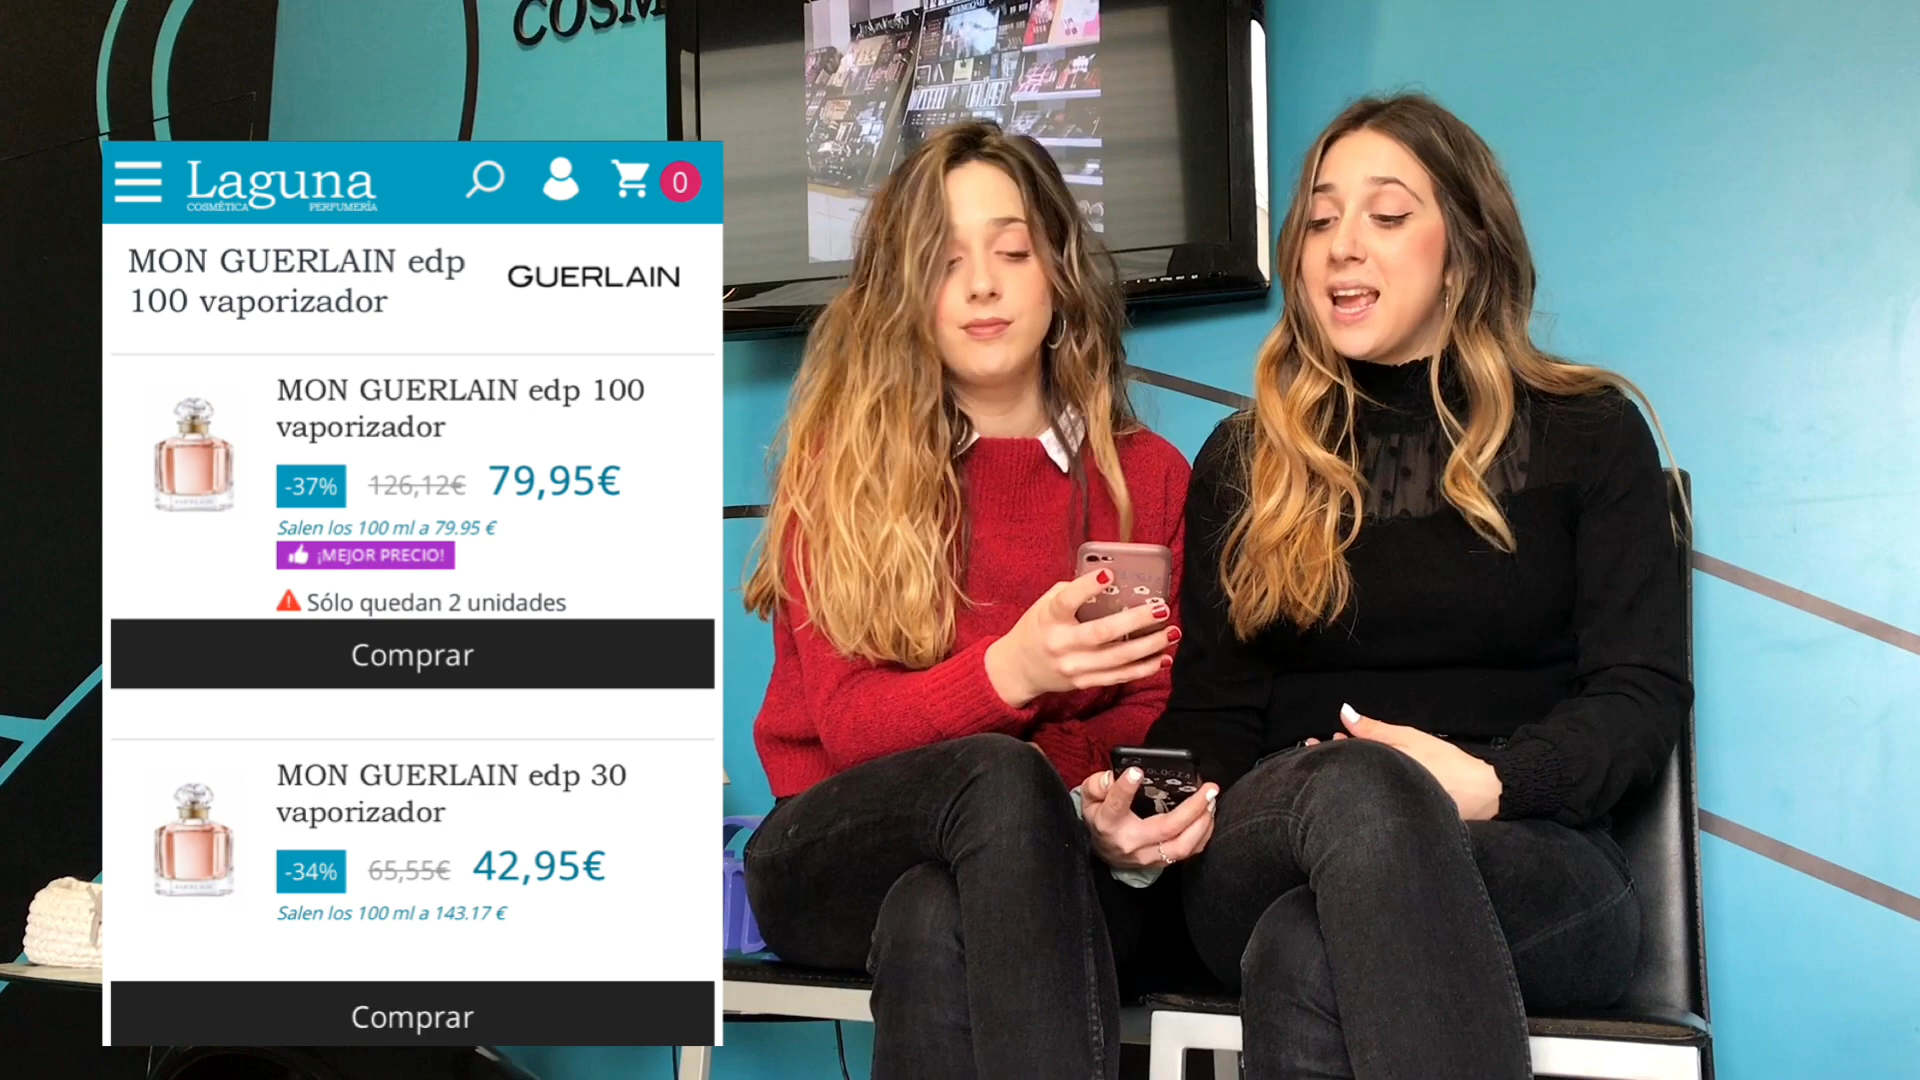 COSM
Laguna
COSMÉTICA PERFUMERÍA
0
MON GUERLAIN edp
100 vaporizador
GUERLAIN
MON GUERLAIN edp 100
vaporizador
-37% 126,12€ 79,95€
Salen los 100 ml a 79.95 €
¡MEJOR PRECIO!
Sólo quedan 2 unidades
Comprar
MON GUERLAIN edp 30
vaporizador
-34% 65,55€ 42,95€
Salen los 100 ml a 143.17 €
Comprar